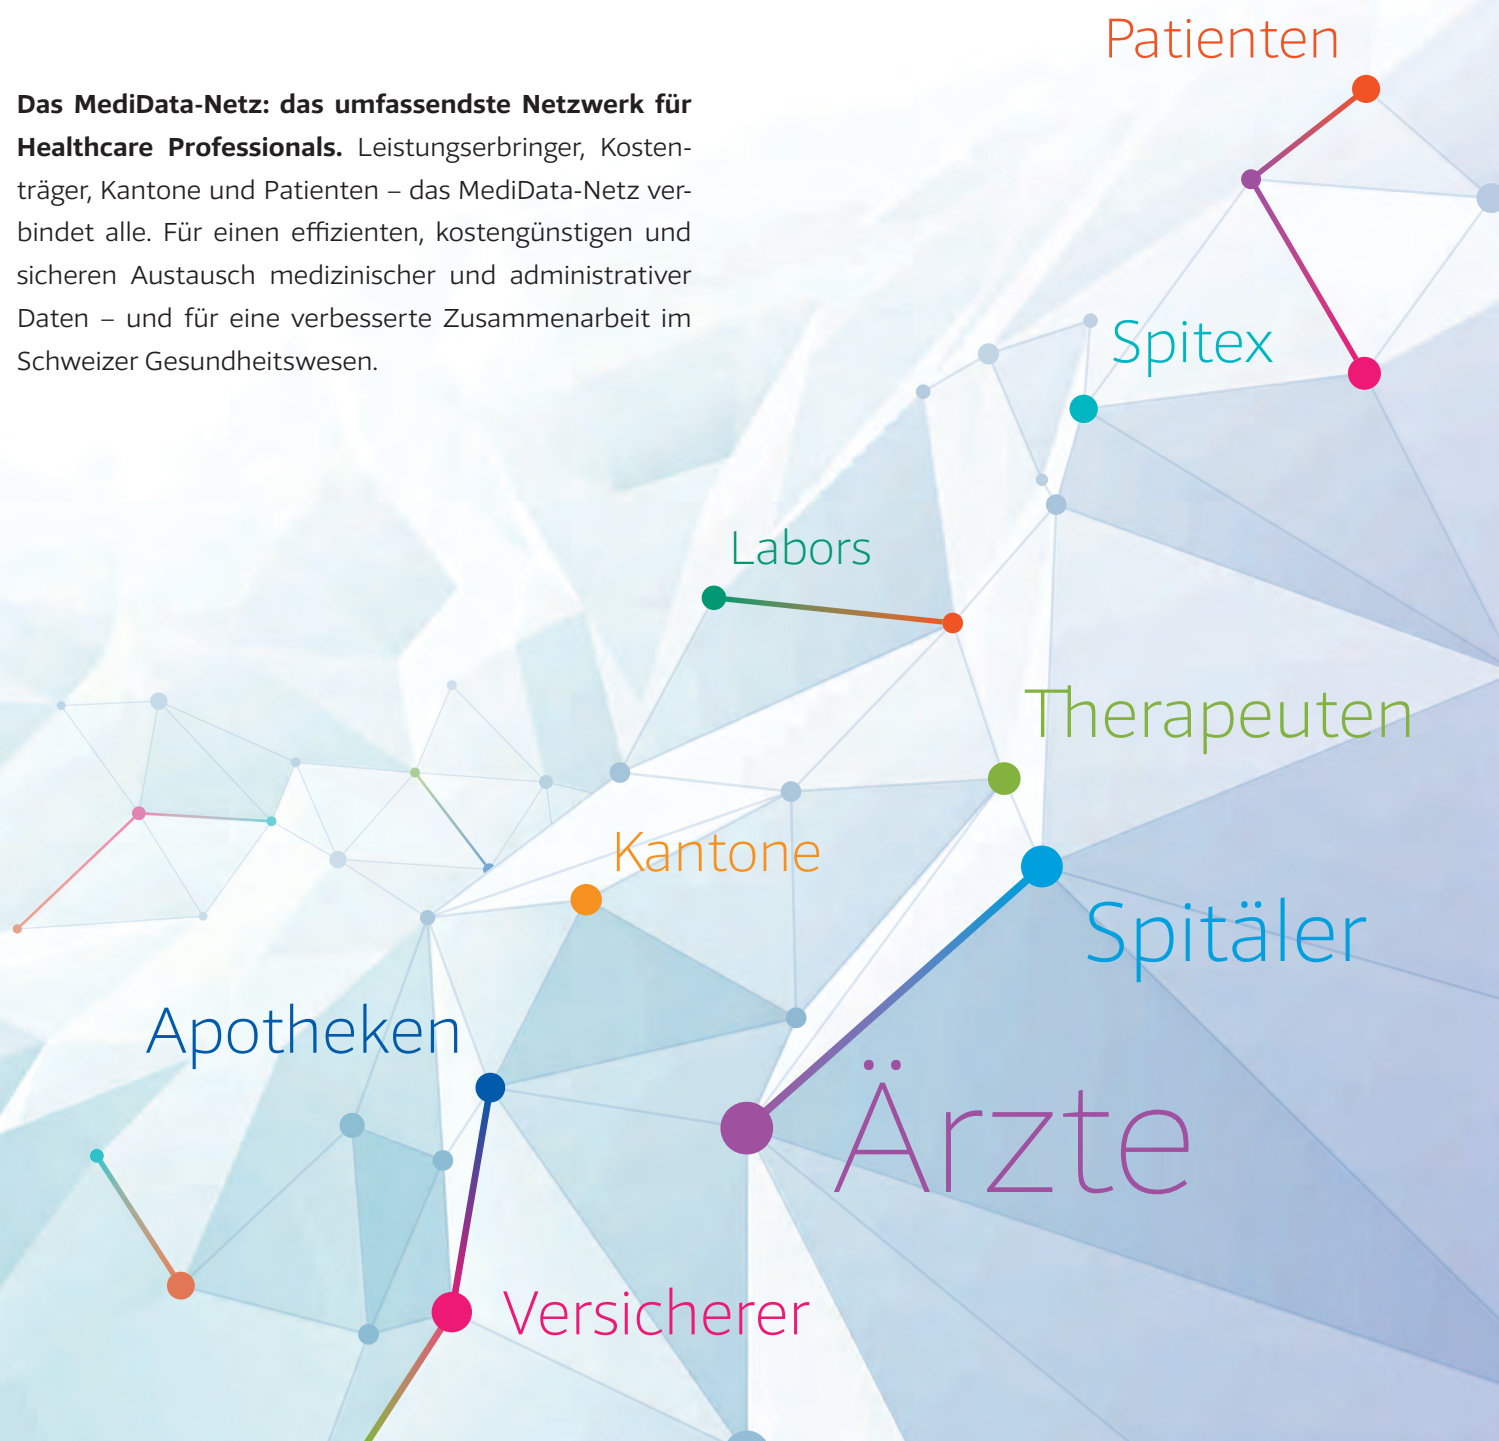 Patienten
Das MediData-Netz: das umfassendste Netzwerk für
Healthcare Professionals. Leistungserbringer, Kosten-
träger, Kantone und Patienten – das MediData-Netz ver-
bindet alle. Für einen effizienten, kostengünstigen und
sicheren Austausch medizinischer und administrativer
Daten – und für eine verbesserte Zusammenarbeit im
Schweizer Gesundheitswesen.
Spitex
Labors
Therapeuten
Kantone
Spitäler
Apotheken
Ärzte
Versicherer